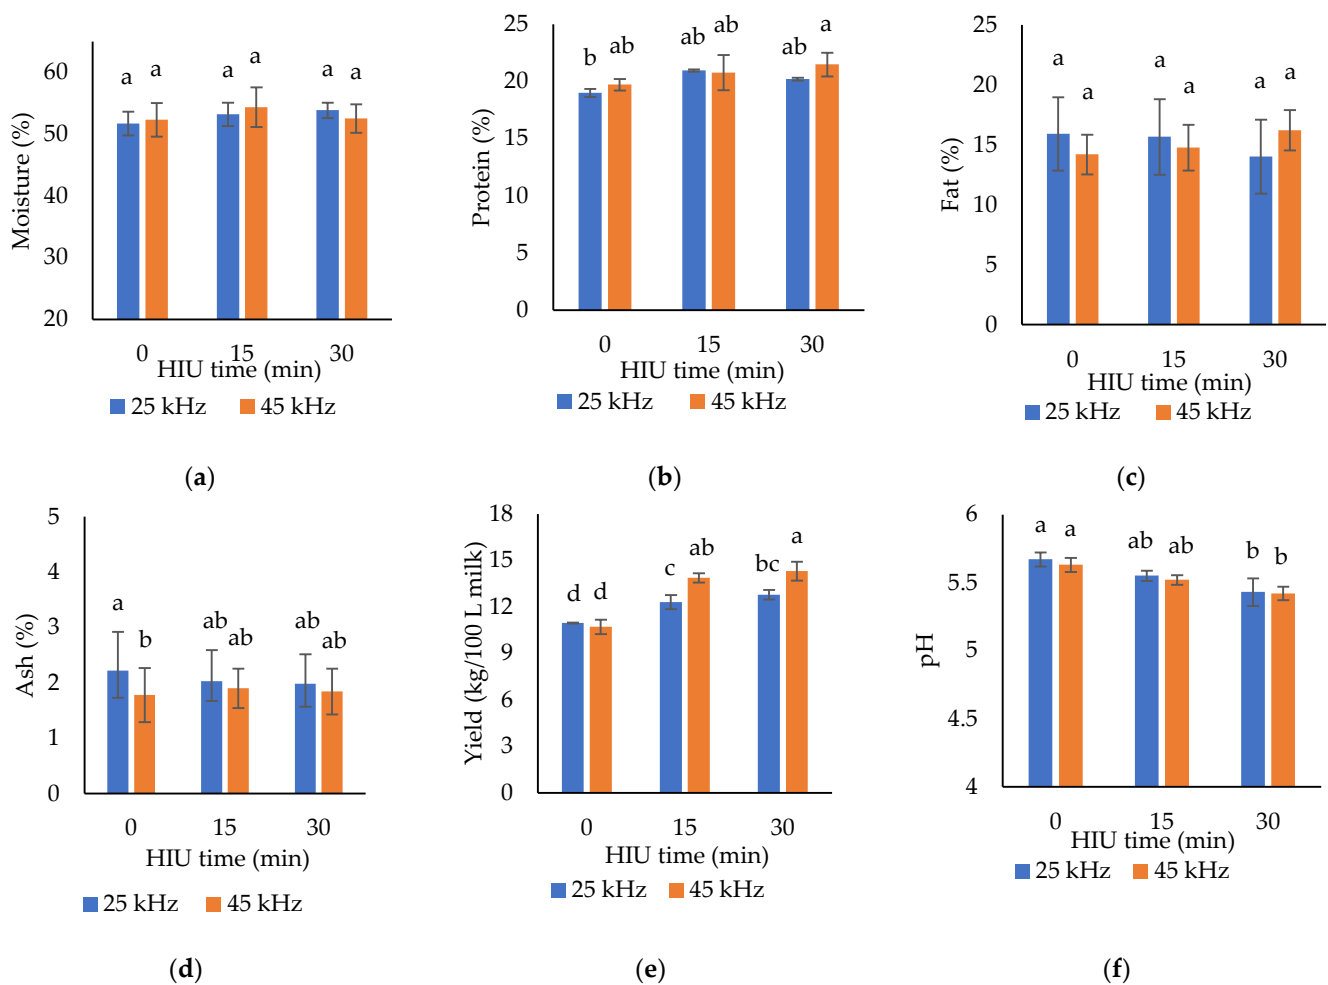 Moisture (%)
60
50
40
30
20
a a a a a a
0 15 30
HIU time (min)
25 kHz 45 kHz
(a)
Protein (%)
25
20
15
10
5
0
b ab ab ab ab a
0 15 30
HIU time (min)
25 kHz 45 kHz
(b)
Fat (%)
25
20
15
10
5
0
a a a a a a
0 15 30
HIU time (min)
25 kHz 45 kHz
(c)
Ash (%)
5
4
3
2
1
0
a b ab ab ab ab
0 15 30
HIU time (min)
25 kHz 45 kHz
(d)
Yield (kg/100 L milk)
18
15
12
9
6
3
0
d d c ab bc a
0 15 30
HIU time (min)
25 kHz 45 kHz
(e)
pH
6
5.5
5
4.5
4
a a ab ab b b
0 15 30
HIU time (min)
25 kHz 45 kHz
(f)